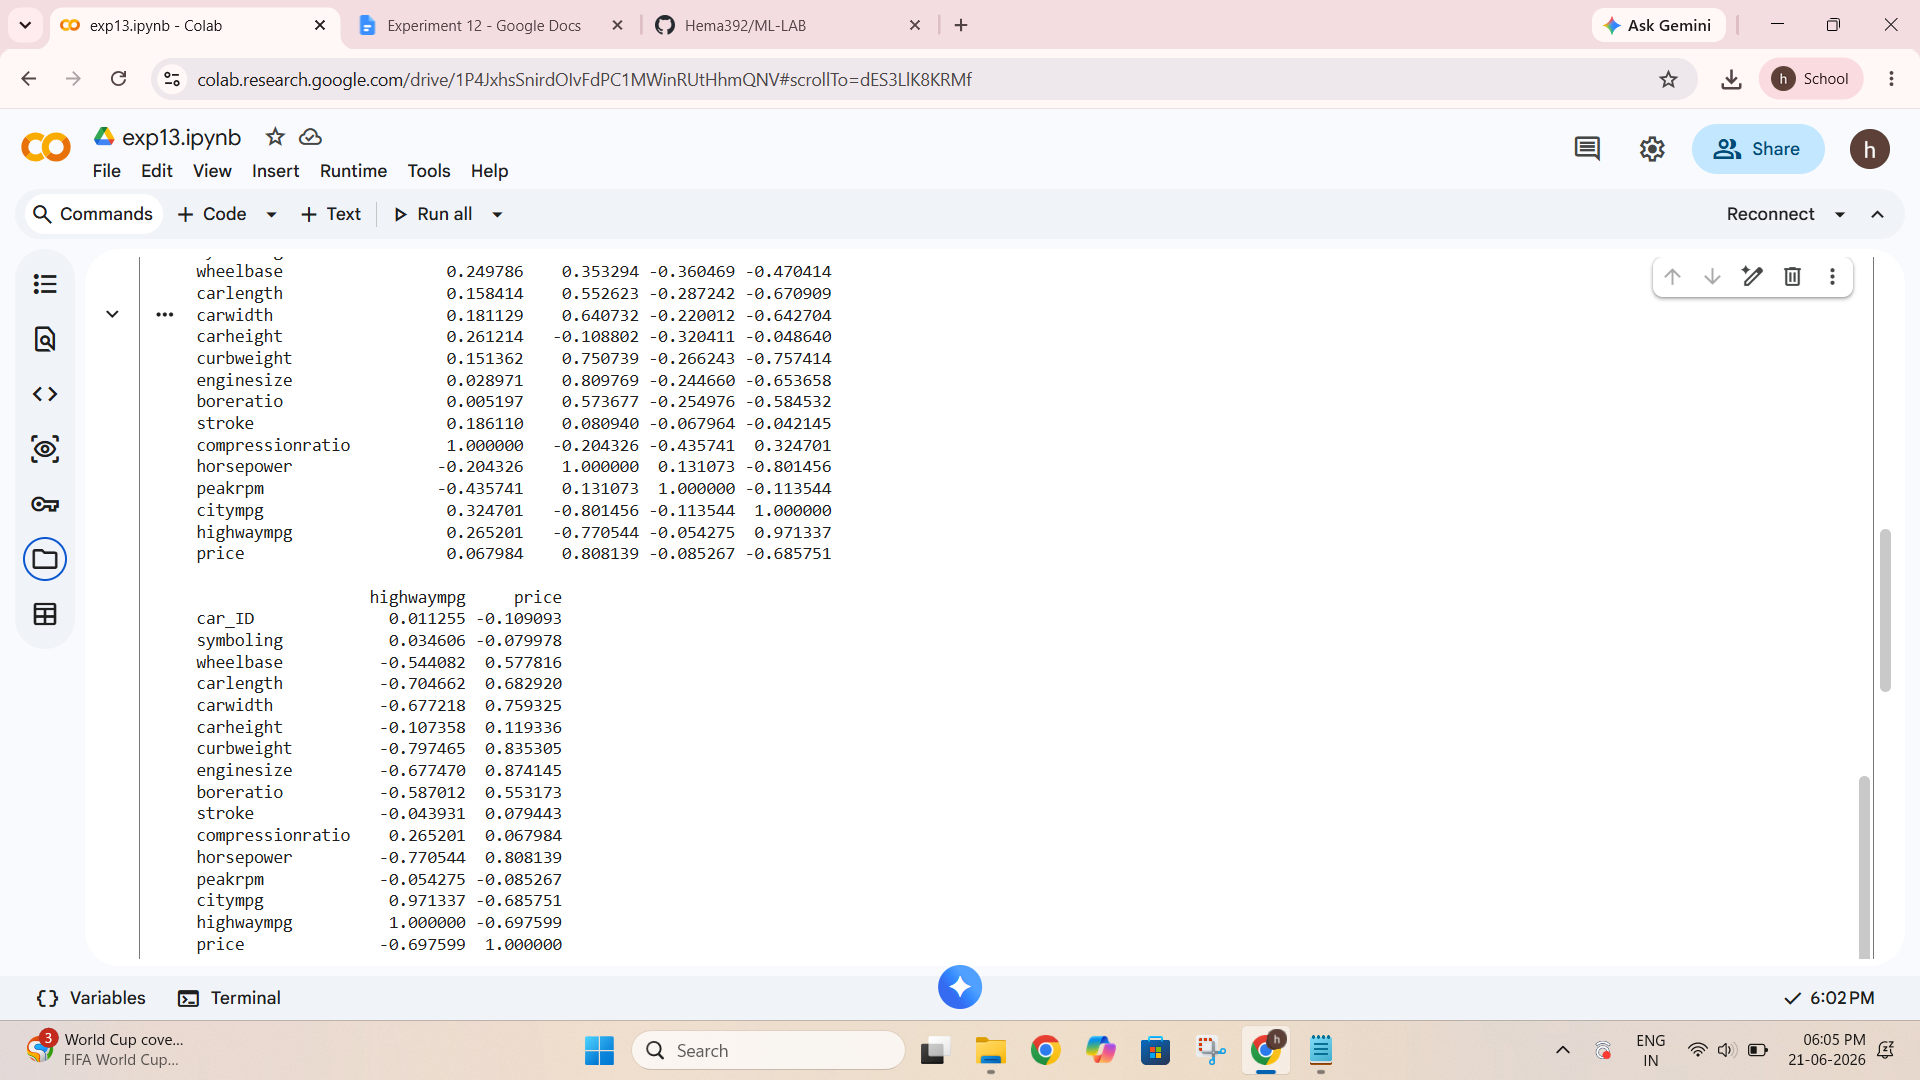 exp13.ipynb - Colab
Experiment 12 - Google Docs
Hema392/ML-LAB
Ask Gemini
colab.research.google.com/drive/1P4JxhsSnirdOIvFdPC1MWinRUtHhmQNV#scrollTo=dES3LlK8KRMf
h School
exp13.ipynb
File Edit View Insert Runtime Tools Help
Share
h
Commands + Code + Text Run all
Reconnect
wheelbase 0.249786 0.353294 -0.360469 -0.470414
carlength 0.158414 0.552623 -0.287242 -0.670909
carwidth 0.181129 0.640732 -0.220012 -0.642704
carheight 0.261214 -0.108802 -0.320411 -0.048640
curbweight 0.151362 0.750739 -0.266243 -0.757414
enginesize 0.028971 0.809769 -0.244660 -0.653658
boreratio 0.005197 0.573677 -0.254976 -0.584532
stroke 0.186110 0.080940 -0.067964 -0.042145
compressionratio 1.000000 -0.204326 -0.435741 0.324701
horsepower -0.204326 1.000000 0.131073 -0.801456
peakrpm -0.435741 0.131073 1.000000 -0.113544
citympg 0.324701 -0.801456 -0.113544 1.000000
highwaympg 0.265201 -0.770544 -0.054275 0.971337
price 0.067984 0.808139 -0.085267 -0.685751
highwaympg price
car_ID 0.011255 -0.109093
symboling 0.034606 -0.079978
wheelbase -0.544082 0.577816
carlength -0.704662 0.682920
carwidth -0.677218 0.759325
carheight -0.107358 0.119336
curbweight -0.797465 0.835305
enginesize -0.677470 0.874145
boreratio -0.587012 0.553173
stroke -0.043931 0.079443
compressionratio 0.265201 0.067984
horsepower -0.770544 0.808139
peakrpm -0.054275 -0.085267
citympg 0.971337 -0.685751
highwaympg 1.000000 -0.697599
price -0.697599 1.000000
Variables
Terminal
6:02 PM
3
World Cup cove...
FIFA World Cup...
Search
h
ENG
IN
06:05 PM
21-06-2026